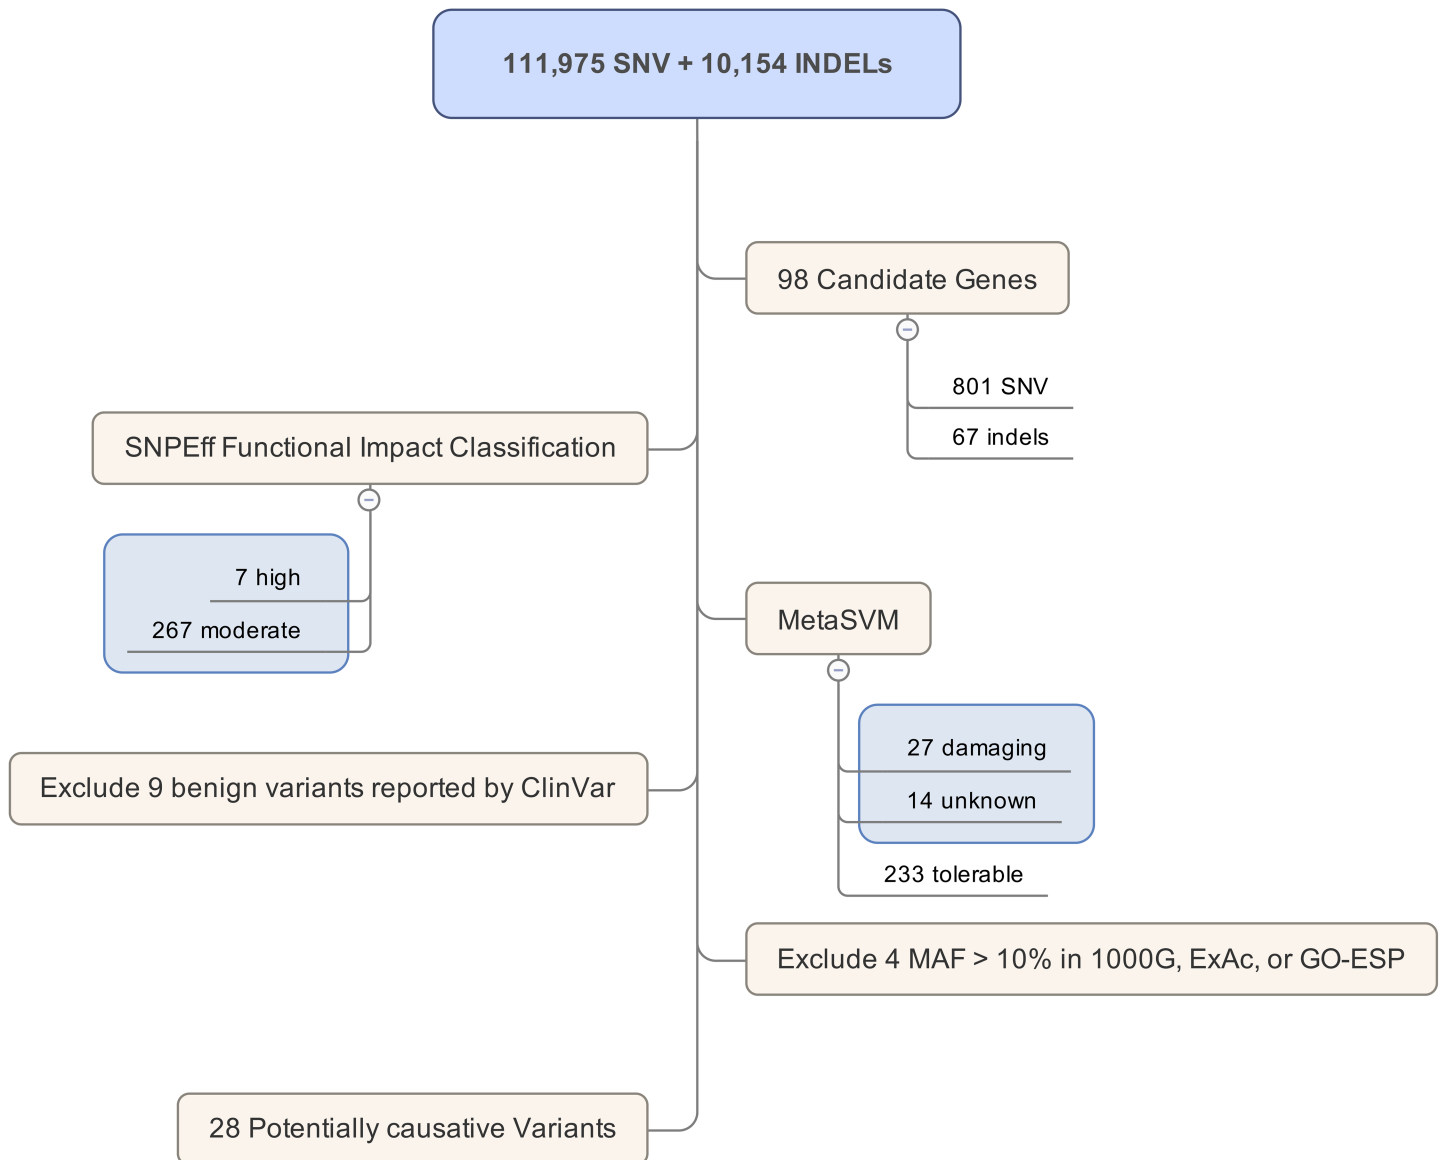 111,975 SNV + 10,154 INDELs
98 Candidate Genes
801 SNV
67 indels
SNPEff Functional Impact Classification
7 high
267 moderate
MetaSVM
27 damaging
14 unknown
233 tolerable
Exclude 9 benign variants reported by ClinVar
Exclude 4 MAF > 10% in 1000G, ExAc, or GO-ESP
28 Potentially causative Variants